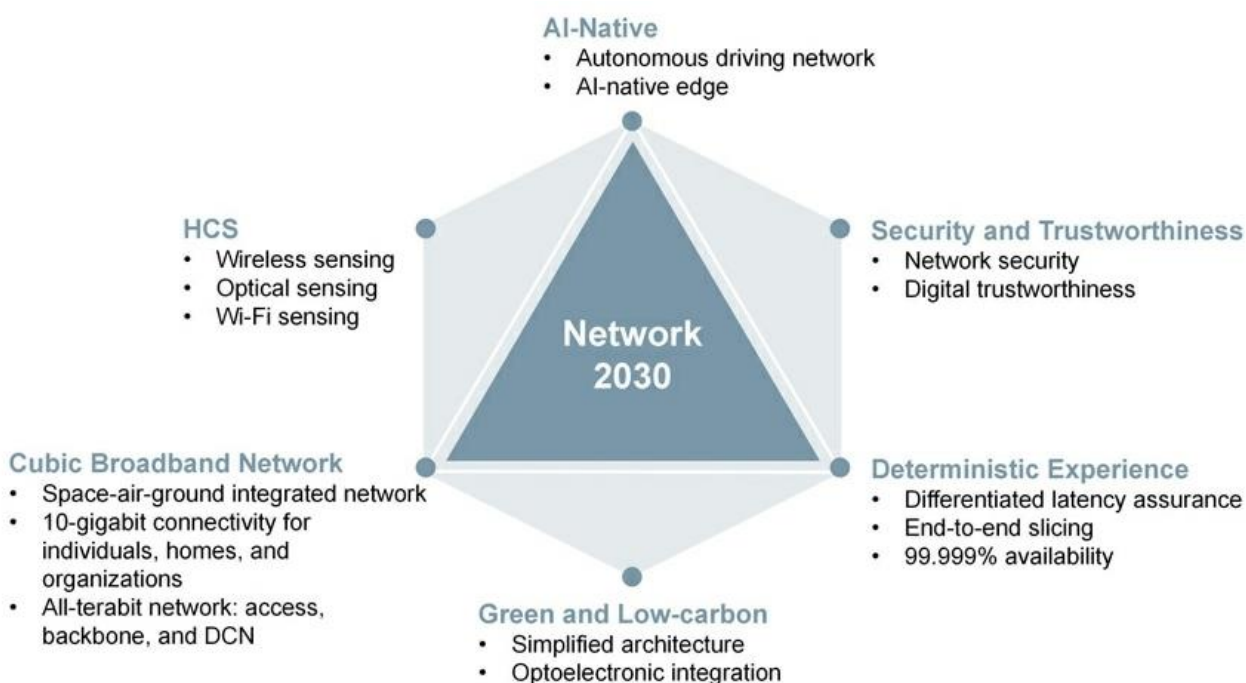 AI-Native
• Autonomous driving network
• AI-native edge
HCS
• Wireless sensing
• Optical sensing
• Wi-Fi sensing
Security and Trustworthiness
• Network security
• Digital trustworthiness
Network
2030
Cubic Broadband Network
• Space-air-ground integrated network
• 10-gigabit connectivity for
individuals, homes, and
organizations
• All-terabit network: access,
backbone, and DCN
Deterministic Experience
• Differentiated latency assurance
• End-to-end slicing
• 99.999% availability
Green and Low-carbon
• Simplified architecture
• Optoelectronic integration